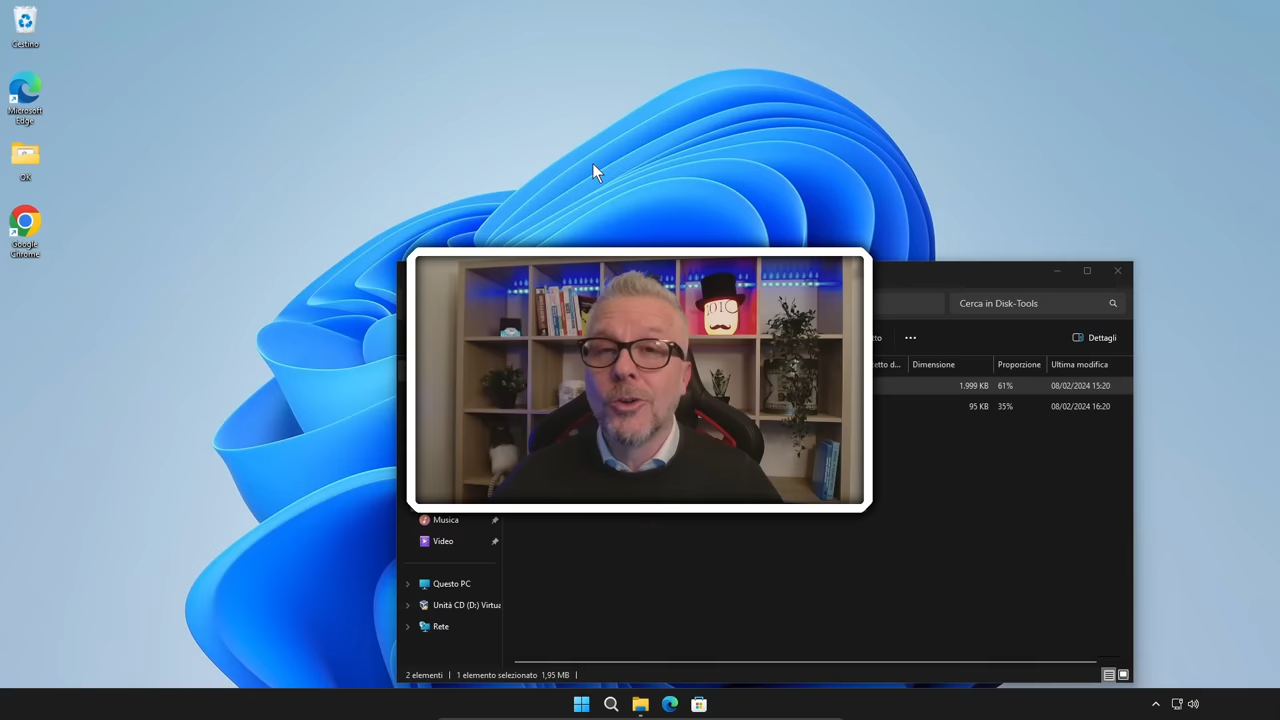 Cestino
Microsoft
Edge
OK
Google
Chrome
Cerca in Disk-Tools
Dettagli
Dimensione
Proporzione
Ultima modifica
1.999 KB
61%
08/02/2024 15:20
95 KB
35%
08/02/2024 16:20
Musica
Video
Questo PC
Unità CD (D:) Virtua
Rete
2 elementi
1 elemento selezionato 1,95 MB